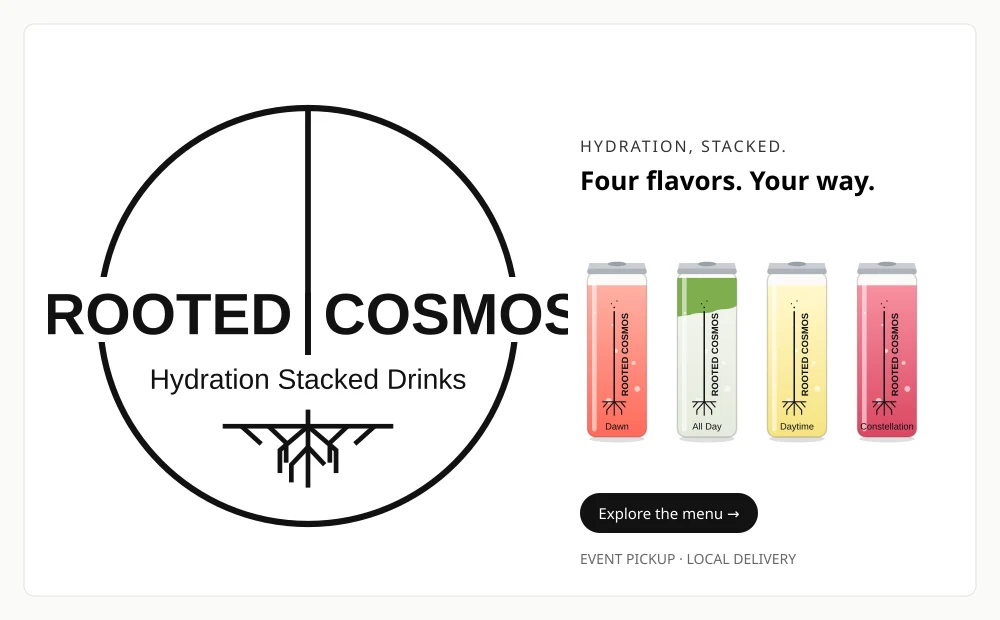 ROOTED COSMOS
Hydration Stacked Drinks
HYDRATION, STACKED.
Four flavors. Your way.
ROOTED COSMOS
Dawn
ROOTED COSMOS
All Day
ROOTED COSMOS
Daytime
ROOTED COSMOS
Constellation
Explore the menu →
EVENT PICKUP · LOCAL DELIVERY